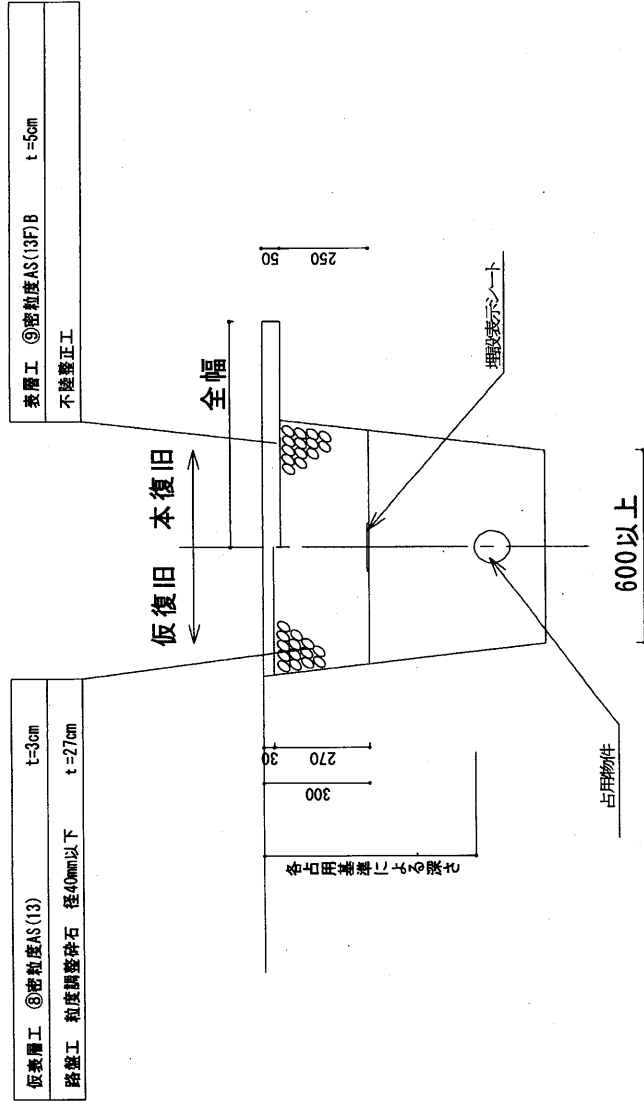 仮表層工 ⑧密粒度AS(13) t=3cm
路盤工 粒度調整砕石 径40mm以下 t=27cm
表層工 ⑨密粒度AS(13F)B t=5cm
不陸整正工
仮復旧
本復旧
全幅
30
270
300
50
250
各占用基準による深さ
埋設表示シート
占用物件
600以上